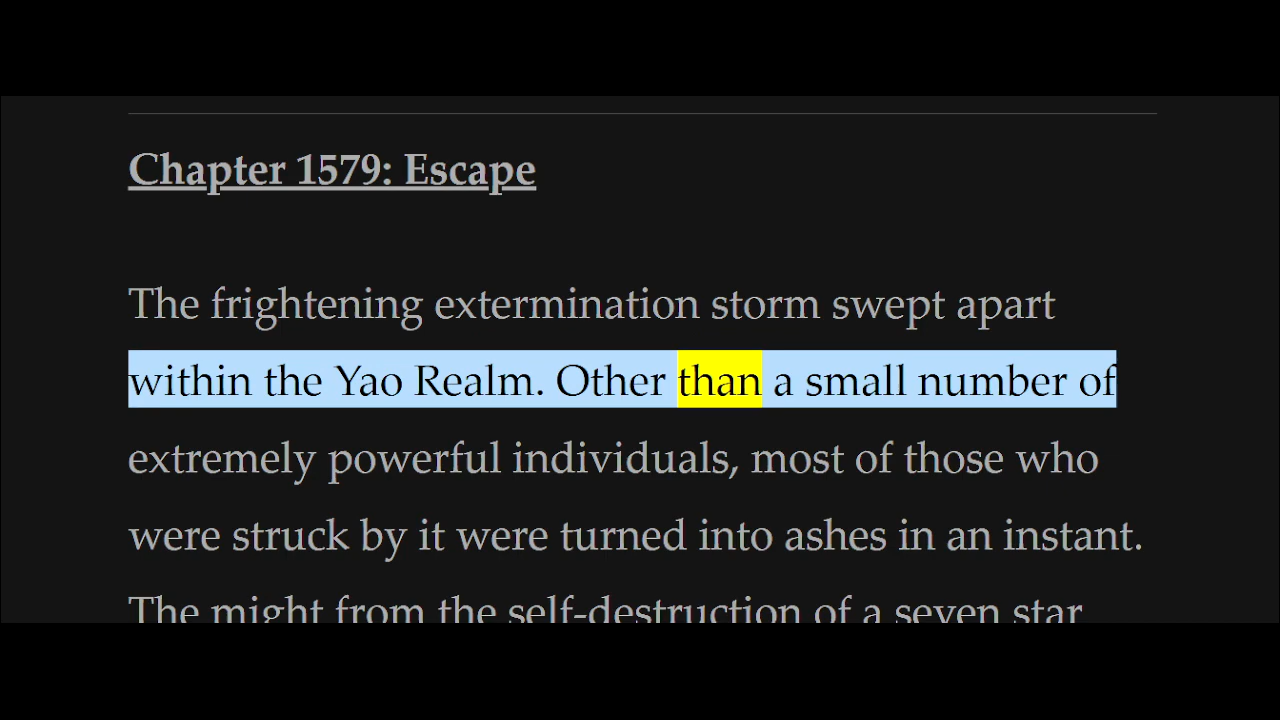 Chapter 1579: Escape
The frightening extermination storm swept apart
within the Yao Realm. Other than a small number of
extremely powerful individuals, most of those who
were struck by it were turned into ashes in an instant.
The might from the self-destruction of a seven star